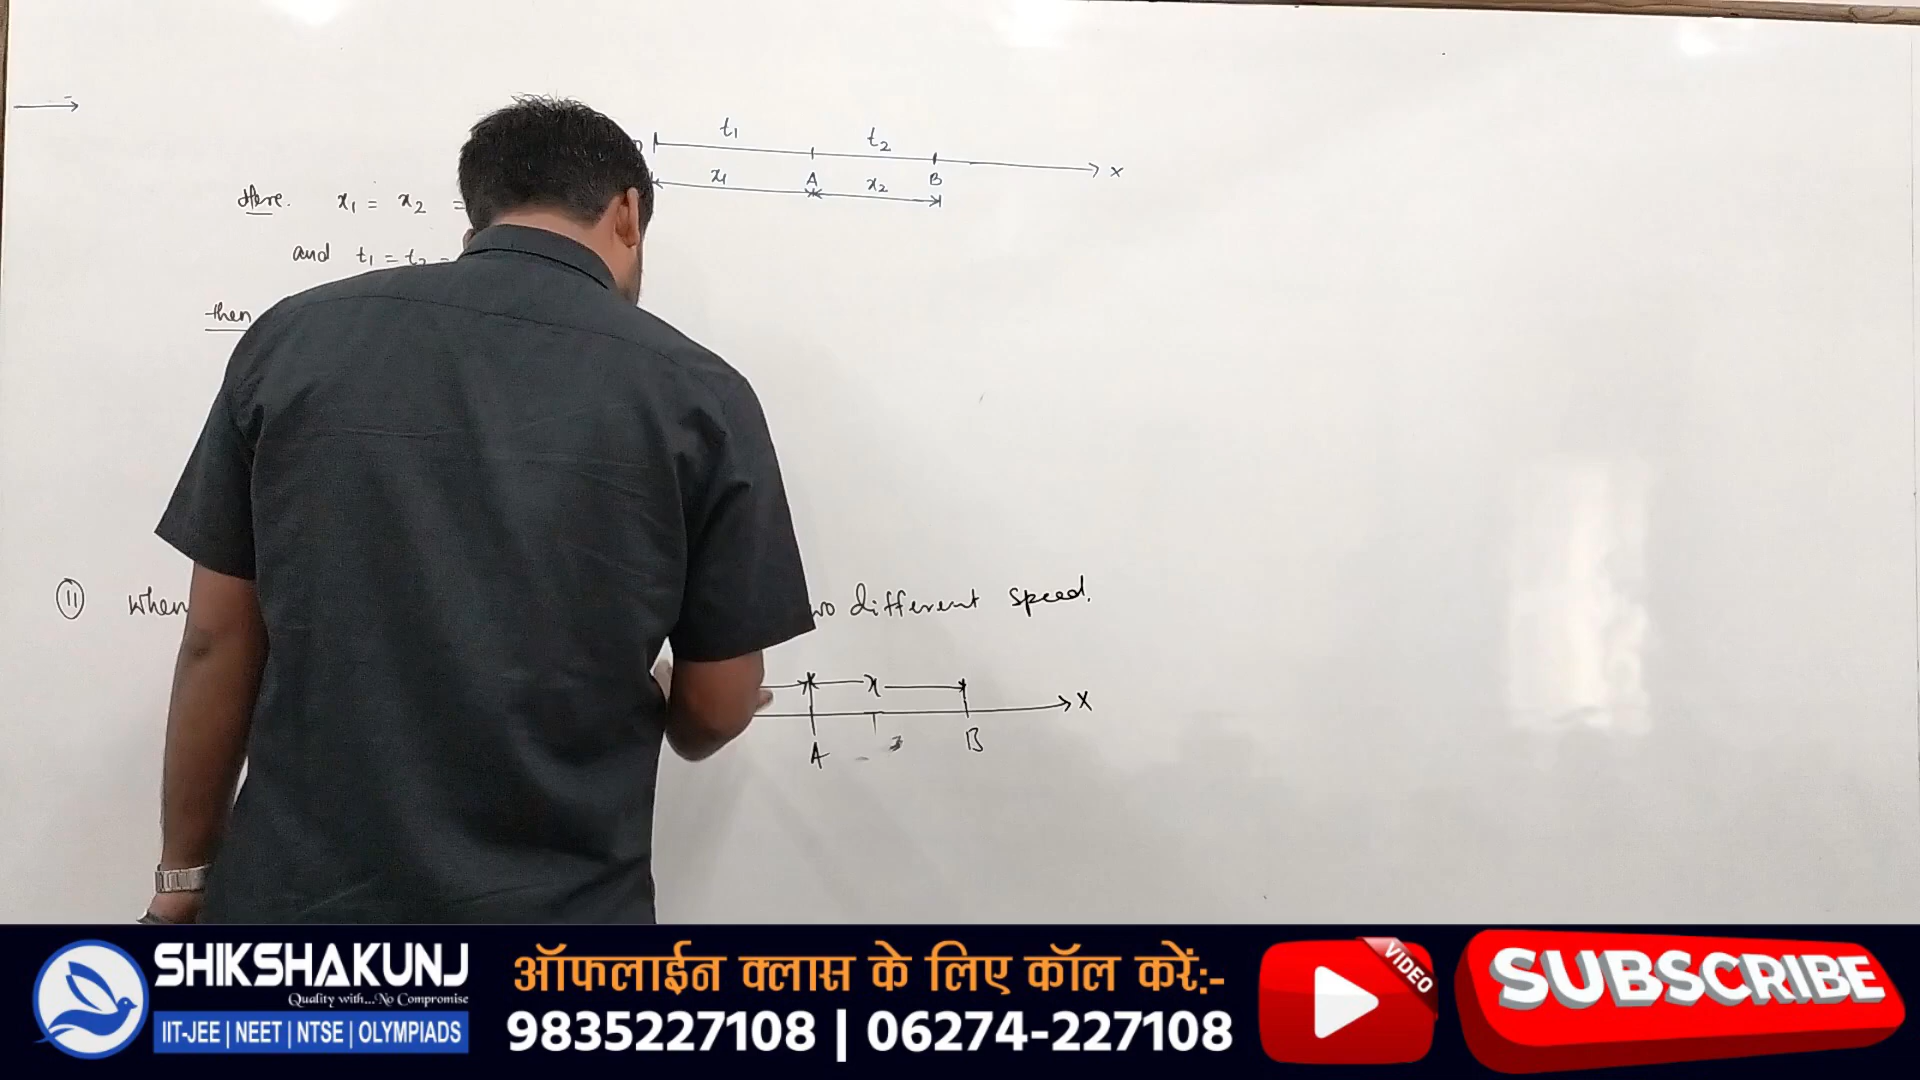 t₁ t₂
x
x₁ A x₂ B
Here. x₁ = x₂ =
and t₁ = t₂
then
(II) when different speed.
x
X
A B
SHIKSHAKUNJ
Quality with...No Compromise
IIT-JEE | NEET | NTSE | OLYMPIADS
ऑफलाईन क्लास के लिए कॉल करें:-
9835227108 | 06274-227108
VIDEO
SUBSCRIBE